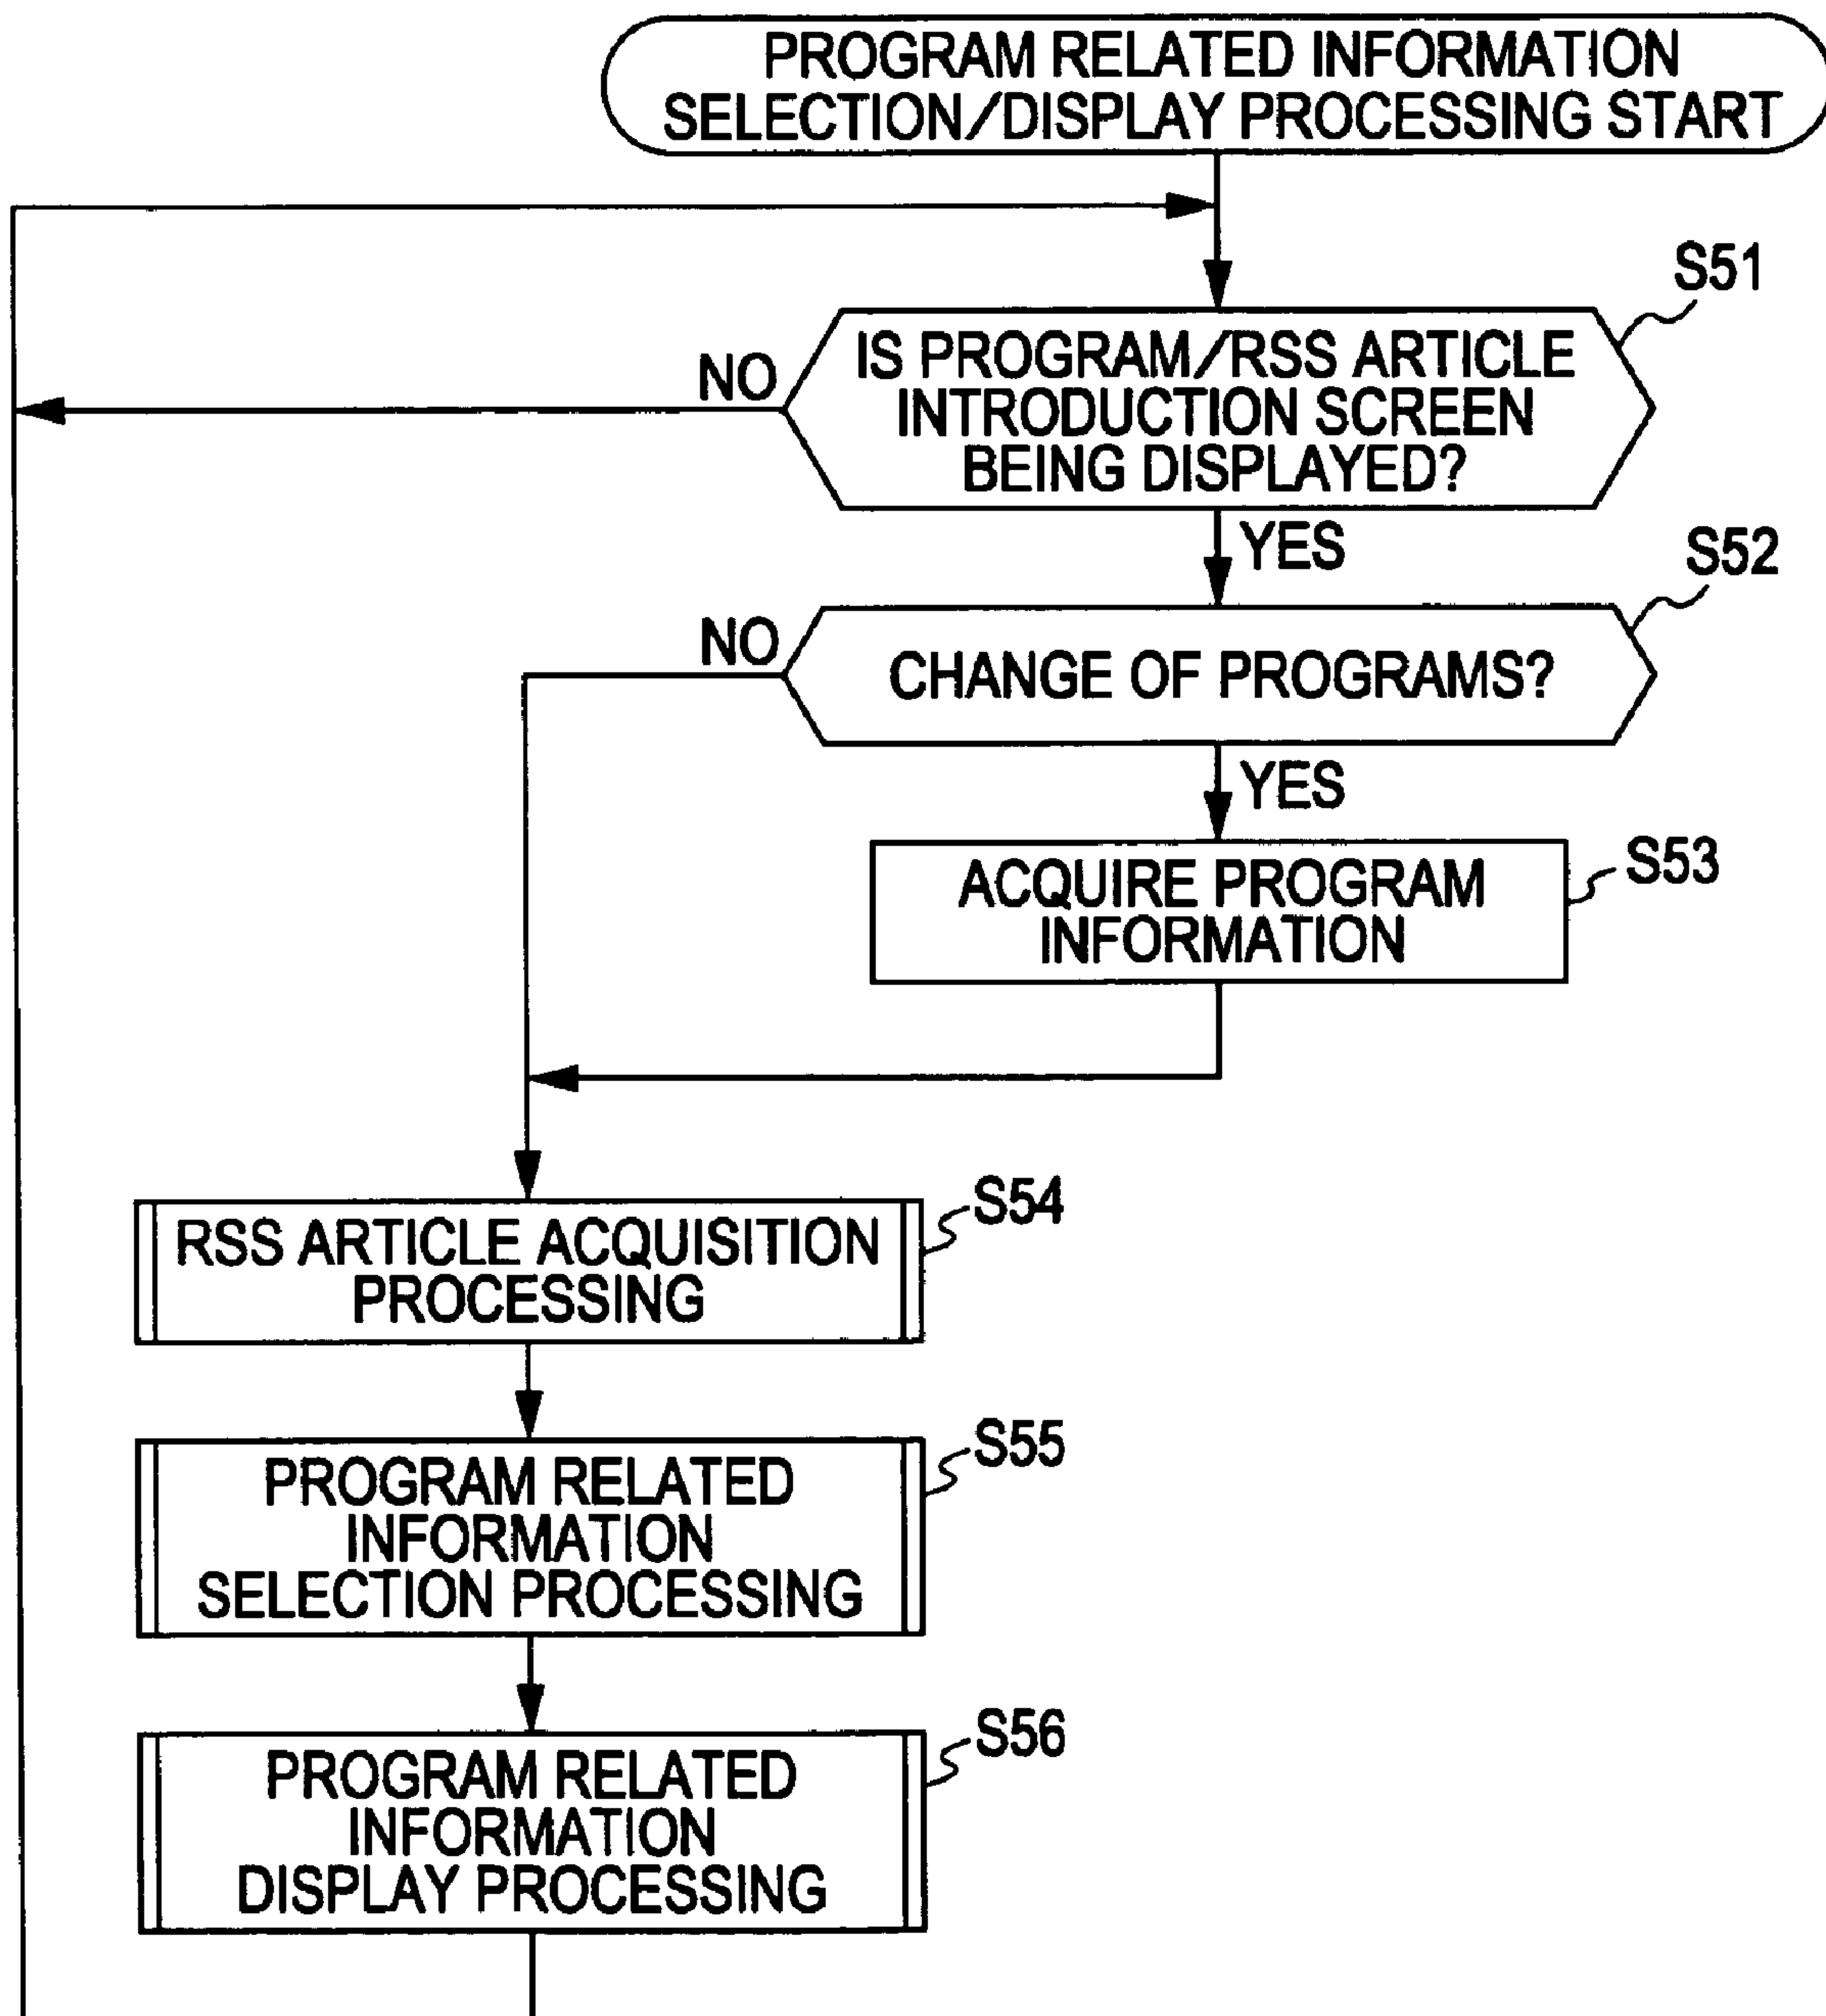 PROGRAM RELATED INFORMATION
SELECTION/DISPLAY PROCESSING START
S51
IS PROGRAM/RSS ARTICLE
INTRODUCTION SCREEN
BEING DISPLAYED?
NO
YES
S52
NO
CHANGE OF PROGRAMS?
YES
S53
ACQUIRE PROGRAM
INFORMATION
S54
RSS ARTICLE ACQUISITION
PROCESSING
S55
PROGRAM RELATED
INFORMATION
SELECTION PROCESSING
S56
PROGRAM RELATED
INFORMATION
DISPLAY PROCESSING